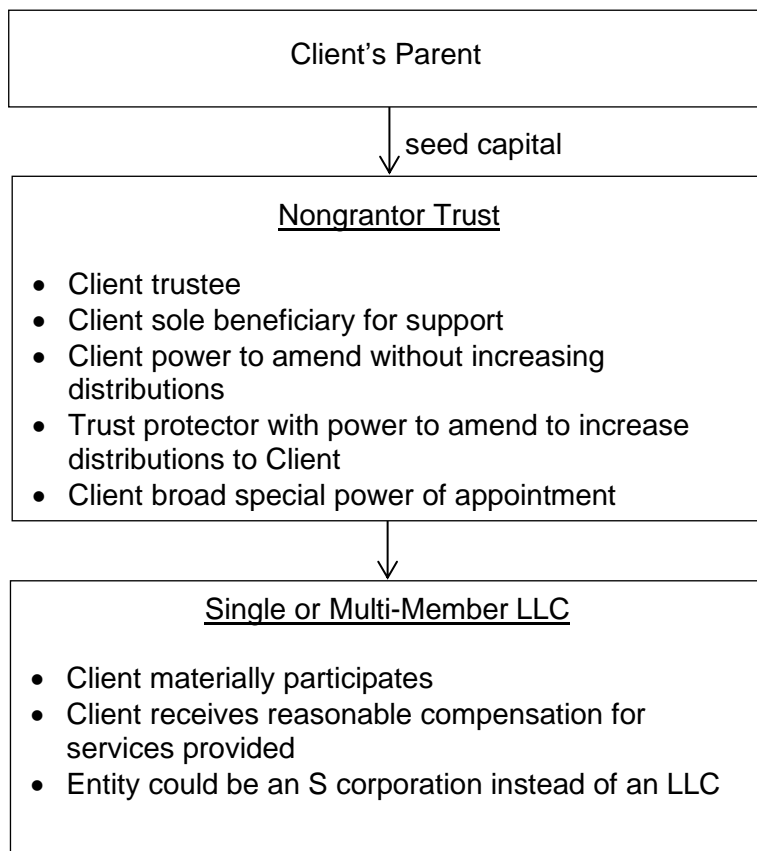 Client’s Parent
seed capital
Nongrantor Trust
• Client trustee
• Client sole beneficiary for support
• Client power to amend without increasing
distributions
• Trust protector with power to amend to increase
distributions to Client
• Client broad special power of appointment
Single or Multi-Member LLC
• Client materially participates
• Client receives reasonable compensation for
services provided
• Entity could be an S corporation instead of an LLC